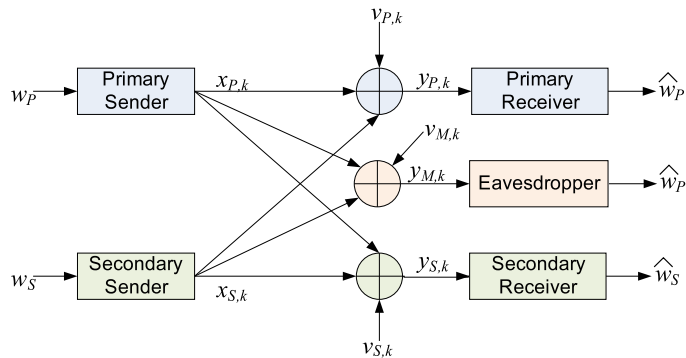 v_{P,k}
w_P
Primary Sender
x_{P,k}
y_{P,k}
Primary Receiver
ŵ_P
v_{M,k}
y_{M,k}
Eavesdropper
ŵ_P
w_S
Secondary Sender
x_{S,k}
y_{S,k}
Secondary Receiver
ŵ_S
v_{S,k}